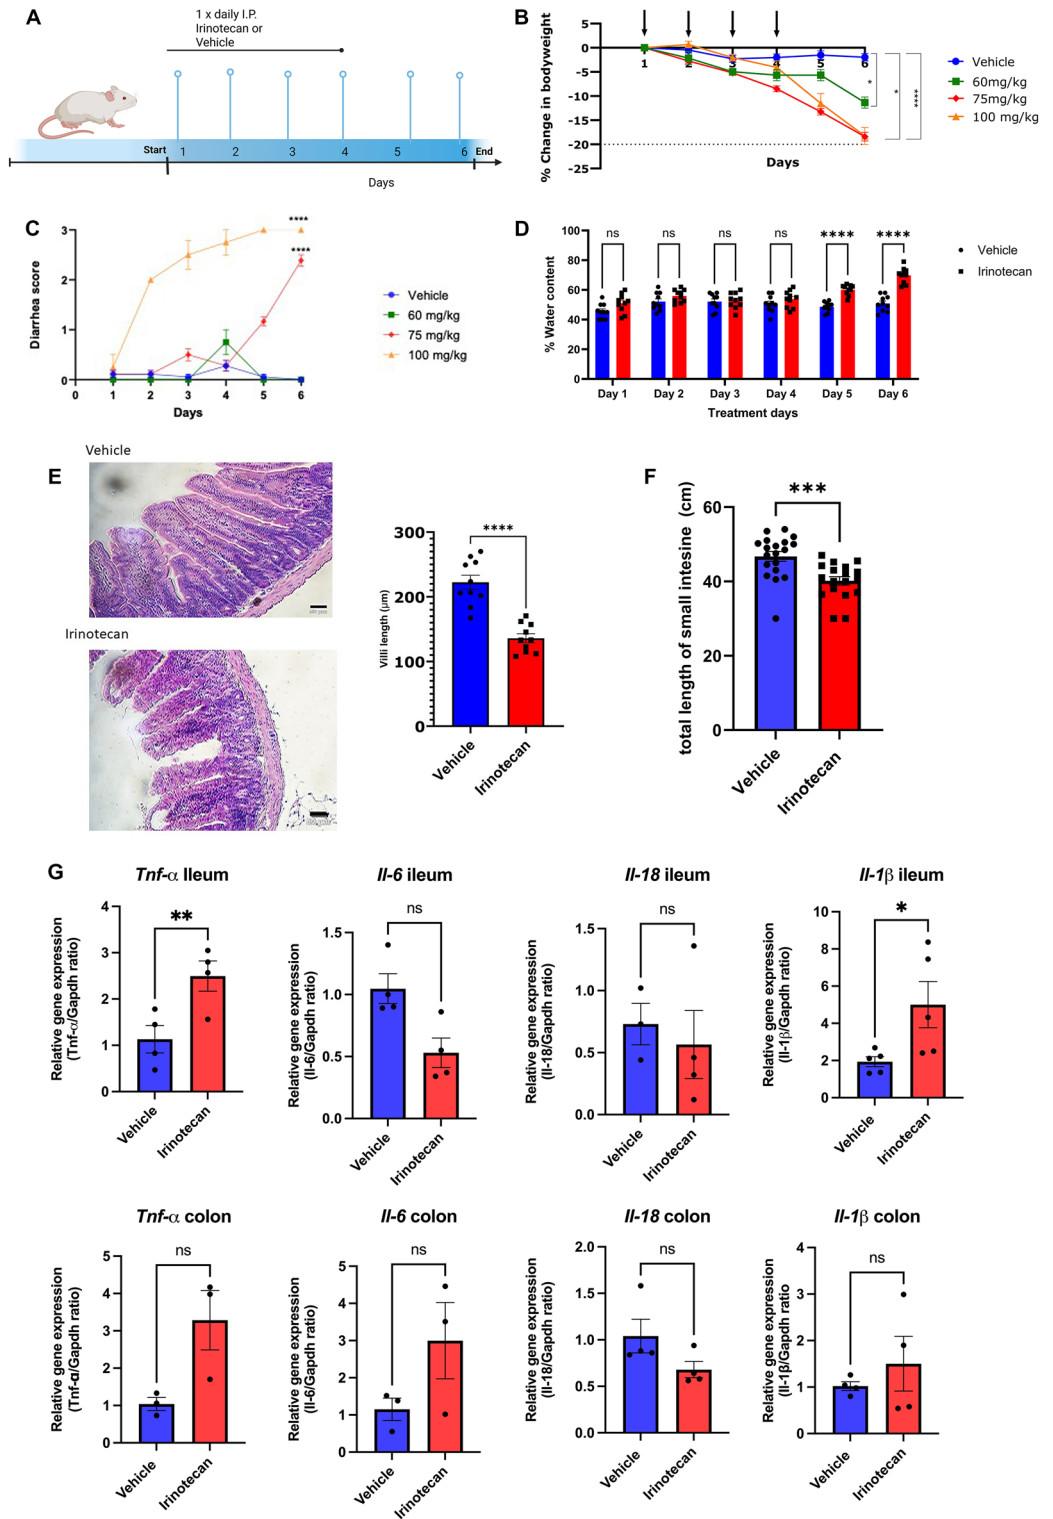 A
1 x daily I.P.
Irinotecan or
Vehicle
Start 1 2 3 4 5 6 End
Days
B
% Change in bodyweight
5
0
-5
-10
-15
-20
-25
1 2 3 4 5 6
Days
*
*
****
Vehicle
60mg/kg
75mg/kg
100 mg/kg
C
Diarrhea score
3
2
1
0
0 1 2 3 4 5 6
Days
****
****
Vehicle
60 mg/kg
75 mg/kg
100 mg/kg
D
% Water content
100
80
60
40
20
0
ns ns ns ns **** ****
Day 1 Day 2 Day 3 Day 4 Day 5 Day 6
Treatment days
Vehicle
Irinotecan
E
Vehicle
Irinotecan
Villi length (μm)
300
200
100
0
****
Vehicle
Irinotecan
F
total length of small intesine (cm)
60
40
20
0
***
Vehicle
Irinotecan
G
Tnf-α Ileum
Relative gene expression
(Tnf-α/Gapdh ratio)
4
3
2
1
0
**
Vehicle
Irinotecan
Il-6 ileum
Relative gene expression
(Il-6/Gapdh ratio)
1.5
1.0
0.5
0.0
ns
Vehicle
Irinotecan
Il-18 ileum
Relative gene expression
(Il-18/Gapdh ratio)
1.5
1.0
0.5
0.0
ns
Vehicle
Irinotecan
Il-1β ileum
Relative gene expression
(Il-1β/Gapdh ratio)
10
8
6
4
2
0
*
Vehicle
Irinotecan
Tnf-α colon
Relative gene expression
(Tnf-α/Gapdh ratio)
5
4
3
2
1
0
ns
Vehicle
Irinotecan
Il-6 colon
Relative gene expression
(Il-6/Gapdh ratio)
5
4
3
2
1
0
ns
Vehicle
Irinotecan
Il-18 colon
Relative gene expression
(Il-18/Gapdh ratio)
2.0
1.5
1.0
0.5
0.0
ns
Vehicle
Irinotecan
Il-1β colon
Relative gene expression
(Il-1β/Gapdh ratio)
4
3
2
1
0
ns
Vehicle
Irinotecan